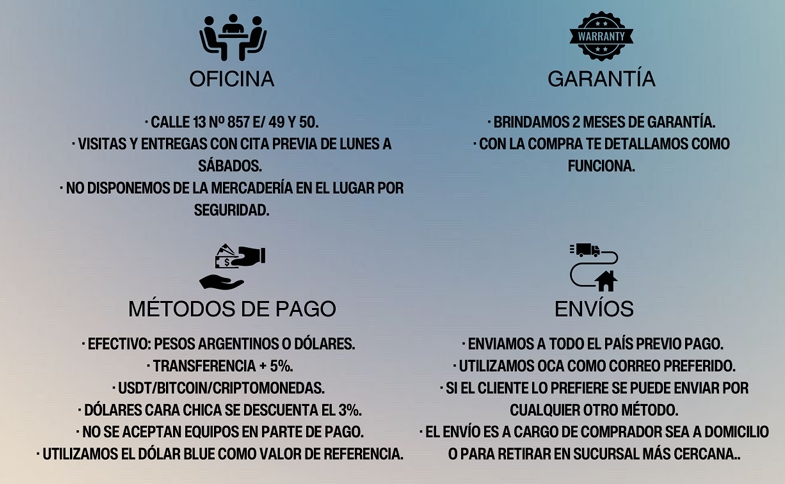 OFICINA
· CALLE 13 Nº 857 E/ 49 Y 50.
· VISITAS Y ENTREGAS CON CITA PREVIA DE LUNES A
SÁBADOS.
· NO DISPONEMOS DE LA MERCADERÍA EN EL LUGAR POR
SEGURIDAD.
WARRANTY
GARANTÍA
· BRINDAMOS 2 MESES DE GARANTÍA.
· CON LA COMPRA TE DETALLAMOS COMO
FUNCIONA.
$
MÉTODOS DE PAGO
· EFECTIVO: PESOS ARGENTINOS O DÓLARES.
· TRANSFERENCIA + 5%.
· USDT/BITCOIN/CRIPTOMONEDAS.
· DÓLARES CARA CHICA SE DESCUENTA EL 3%.
· NO SE ACEPTAN EQUIPOS EN PARTE DE PAGO.
· UTILIZAMOS EL DÓLAR BLUE COMO VALOR DE REFERENCIA.
ENVÍOS
· ENVIAMOS A TODO EL PAÍS PREVIO PAGO.
· UTILIZAMOS OCA COMO CORREO PREFERIDO.
· SI EL CLIENTE LO PREFIERE SE PUEDE ENVIAR POR
CUALQUIER OTRO MÉTODO.
· EL ENVÍO ES A CARGO DE COMPRADOR SEA A DOMICILIO
O PARA RETIRAR EN SUCURSAL MÁS CERCANA..